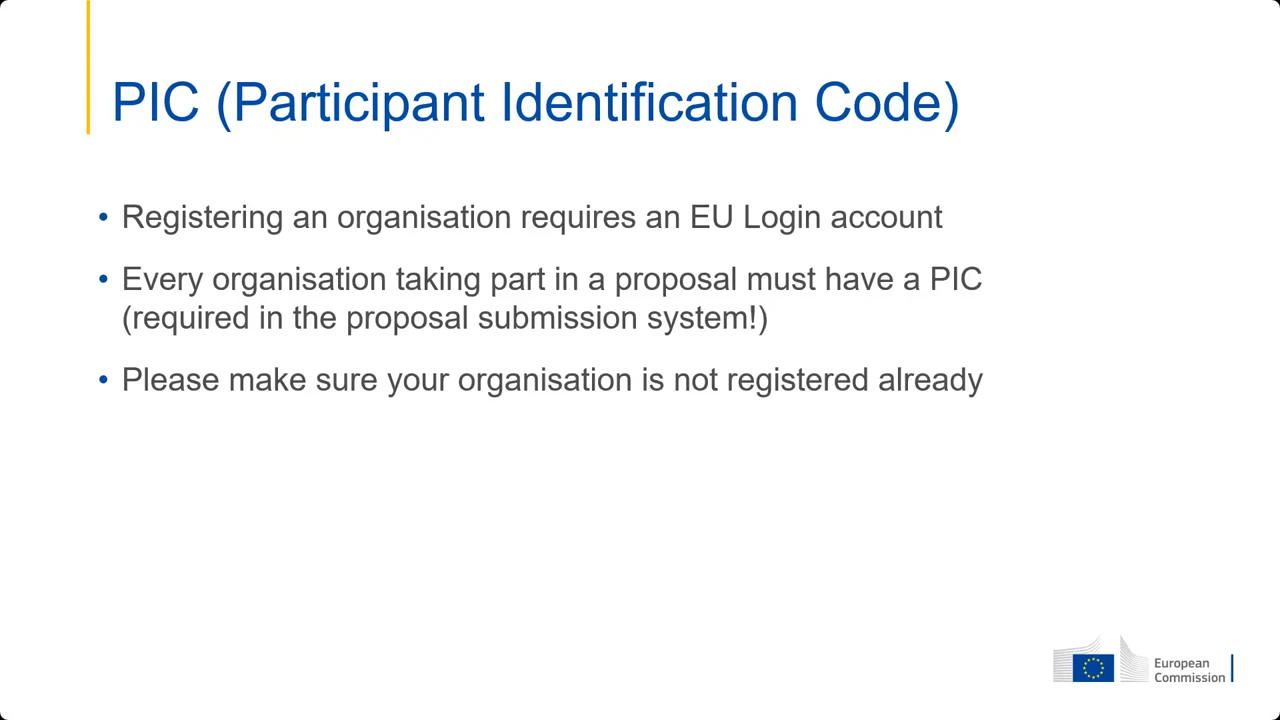 PIC (Participant Identification Code)
• Registering an organisation requires an EU Login account
• Every organisation taking part in a proposal must have a PIC
(required in the proposal submission system!)
• Please make sure your organisation is not registered already
European
Commission